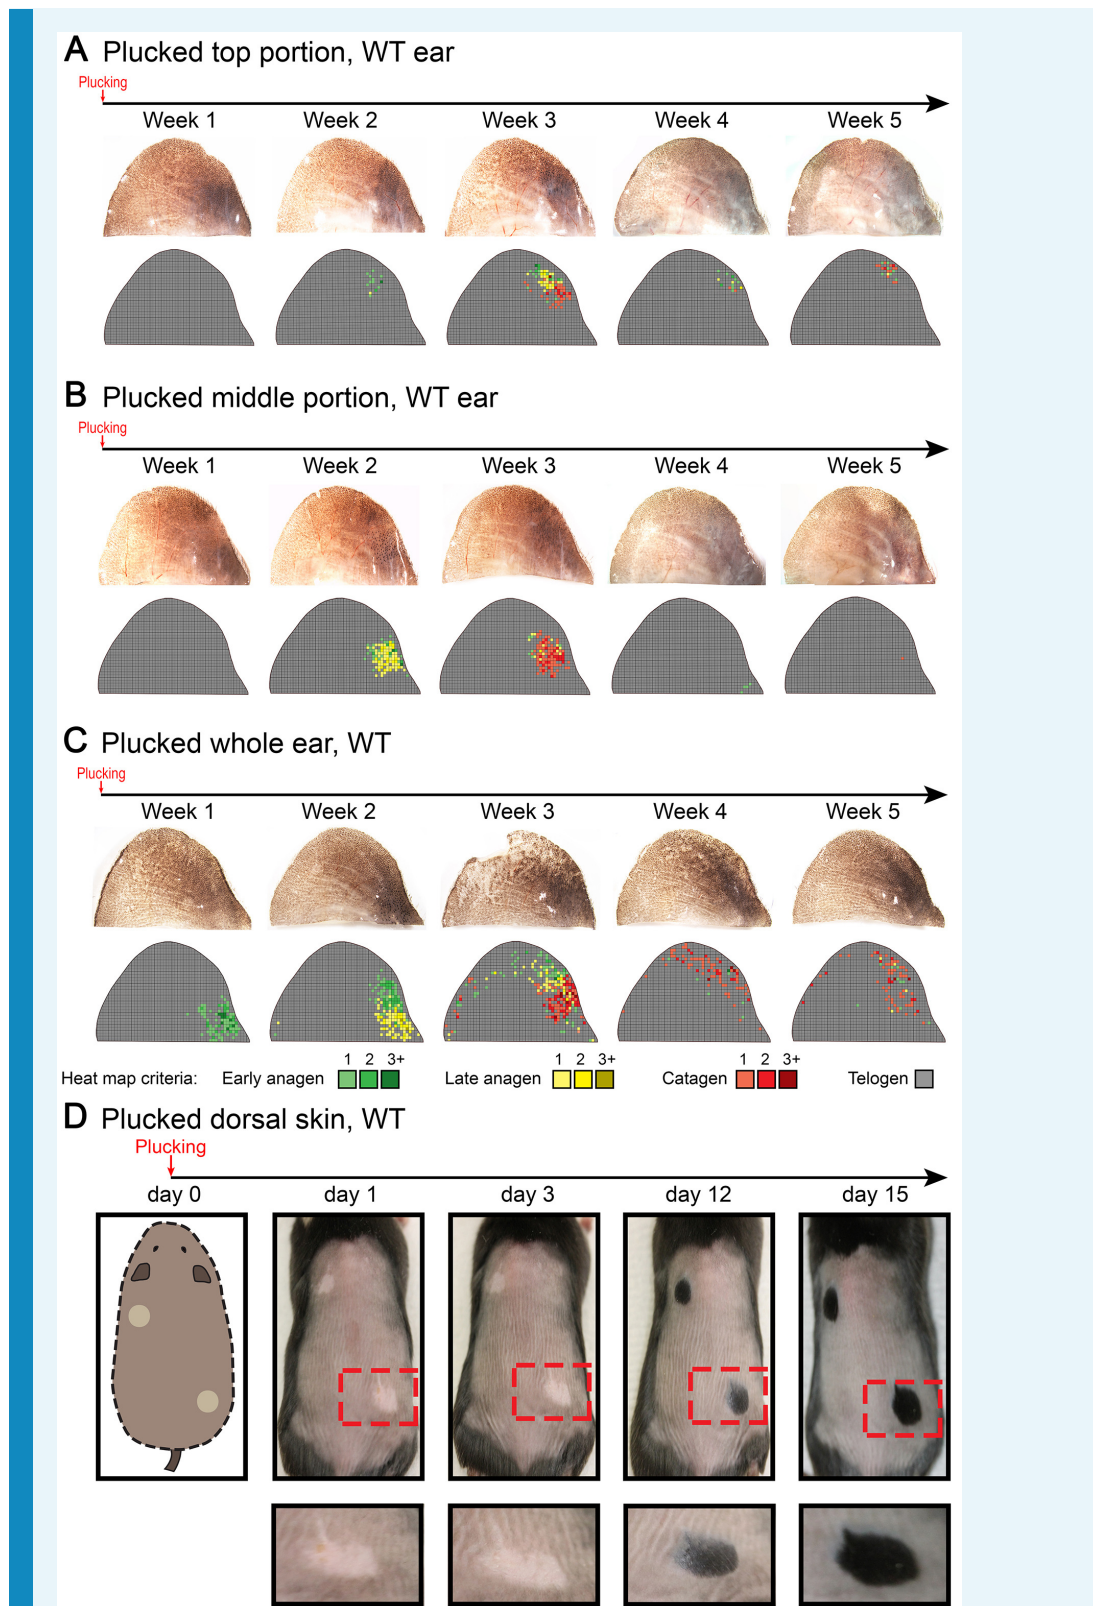 A Plucked top portion, WT ear
Plucking
Week 1 Week 2 Week 3 Week 4 Week 5
B Plucked middle portion, WT ear
Plucking
Week 1 Week 2 Week 3 Week 4 Week 5
C Plucked whole ear, WT
Plucking
Week 1 Week 2 Week 3 Week 4 Week 5
1 2 3+ 1 2 3+ 1 2 3+
Heat map criteria: Early anagen Late anagen Catagen Telogen
D Plucked dorsal skin, WT
Plucking
day 0 day 1 day 3 day 12 day 15